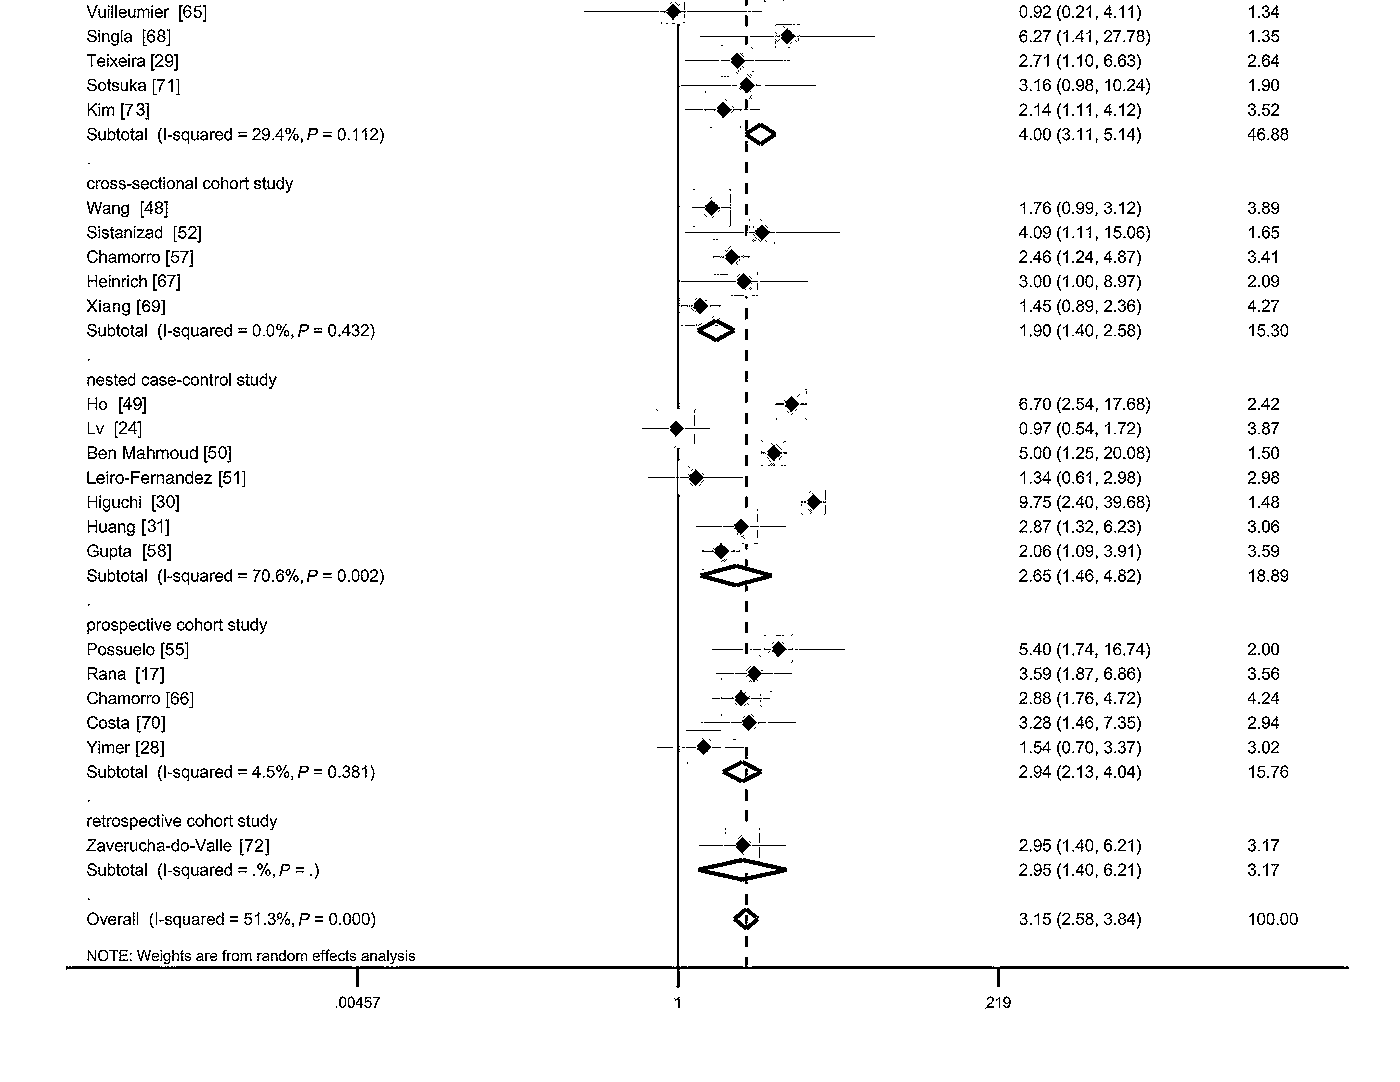 Vuilleumier [65] 0.92 (0.21, 4.11) 1.34
Singla [68] 6.27 (1.41, 27.78) 1.35
Teixeira [29] 2.71 (1.10, 6.63) 2.64
Sotsuka [71] 3.16 (0.98, 10.24) 1.90
Kim [73] 2.14 (1.11, 4.12) 3.52
Subtotal (I-squared = 29.4%, P = 0.112) 4.00 (3.11, 5.14) 46.88
.
cross-sectional cohort study
Wang [48] 1.76 (0.99, 3.12) 3.89
Sistanizad [52] 4.09 (1.11, 15.06) 1.65
Chamorro [57] 2.46 (1.24, 4.87) 3.41
Heinrich [67] 3.00 (1.00, 8.97) 2.09
Xiang [69] 1.45 (0.89, 2.36) 4.27
Subtotal (I-squared = 0.0%, P = 0.432) 1.90 (1.40, 2.58) 15.30
.
nested case-control study
Ho [49] 6.70 (2.54, 17.68) 2.42
Lv [24] 0.97 (0.54, 1.72) 3.87
Ben Mahmoud [50] 5.00 (1.25, 20.08) 1.50
Leiro-Fernandez [51] 1.34 (0.61, 2.98) 2.98
Higuchi [30] 9.75 (2.40, 39.68) 1.48
Huang [31] 2.87 (1.32, 6.23) 3.06
Gupta [58] 2.06 (1.09, 3.91) 3.59
Subtotal (I-squared = 70.6%, P = 0.002) 2.65 (1.46, 4.82) 18.89
.
prospective cohort study
Possuelo [55] 5.40 (1.74, 16.74) 2.00
Rana [17] 3.59 (1.87, 6.86) 3.56
Chamorro [66] 2.88 (1.76, 4.72) 4.24
Costa [70] 3.28 (1.46, 7.35) 2.94
Yimer [28] 1.54 (0.70, 3.37) 3.02
Subtotal (I-squared = 4.5%, P = 0.381) 2.94 (2.13, 4.04) 15.76
.
retrospective cohort study
Zaverucha-do-Valle [72] 2.95 (1.40, 6.21) 3.17
Subtotal (I-squared = .%, P = .) 2.95 (1.40, 6.21) 3.17
.
Overall (I-squared = 51.3%, P = 0.000) 3.15 (2.58, 3.84) 100.00
NOTE: Weights are from random effects analysis
.00457 1 219